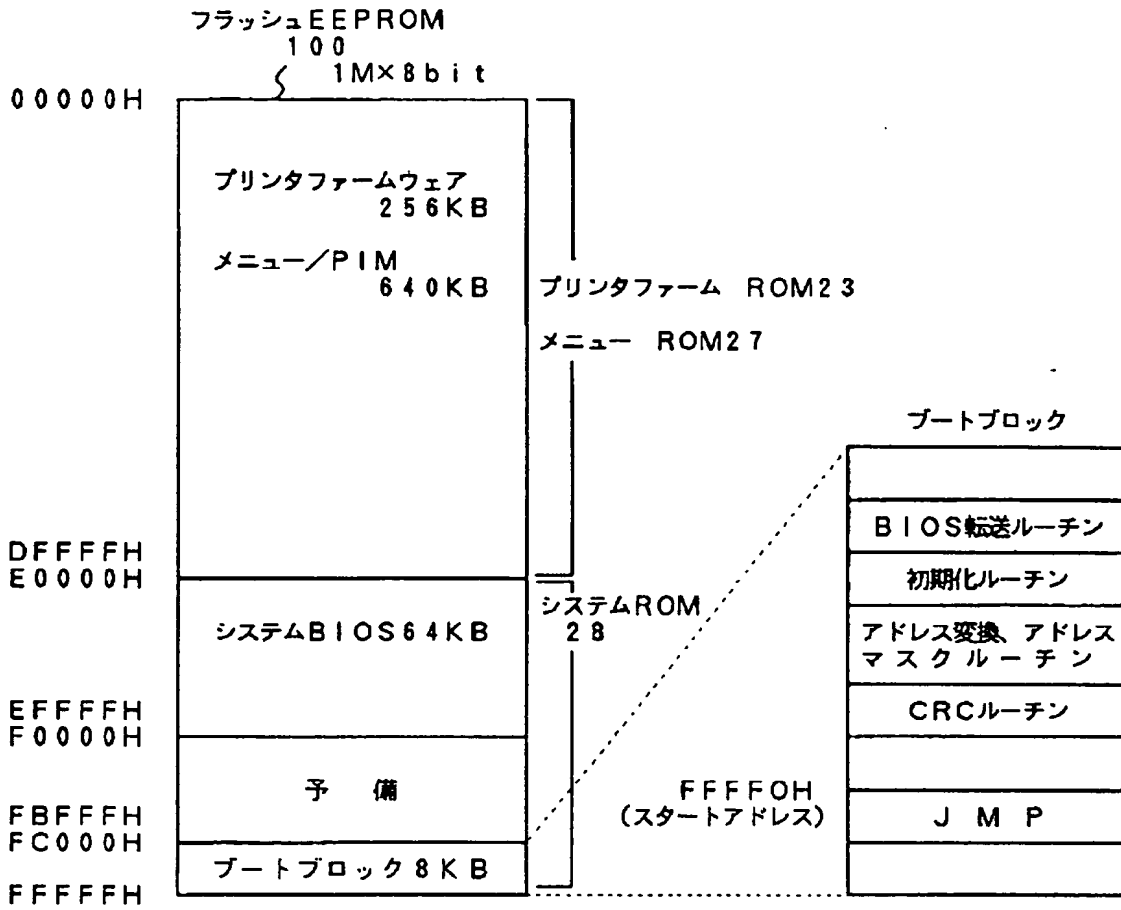 フラッシュEEPROM
100
1M×8bit
00000H
プリンタファームウェア
256KB
メニュー／PIM
640KB
プリンタファーム ROM23
メニュー ROM27
DFFFFH
E0000H
システムBIOS64KB
システムROM
28
EFFFFH
F0000H
予 備
FBFFFH
FC000H
ブートブロック8KB
FFFFFH
ブートブロック
BIOS転送ルーチン
初期化ルーチン
アドレス変換、アドレス
マスクルーチン
CRCルーチン
FFFF0H
(スタートアドレス)
JMP